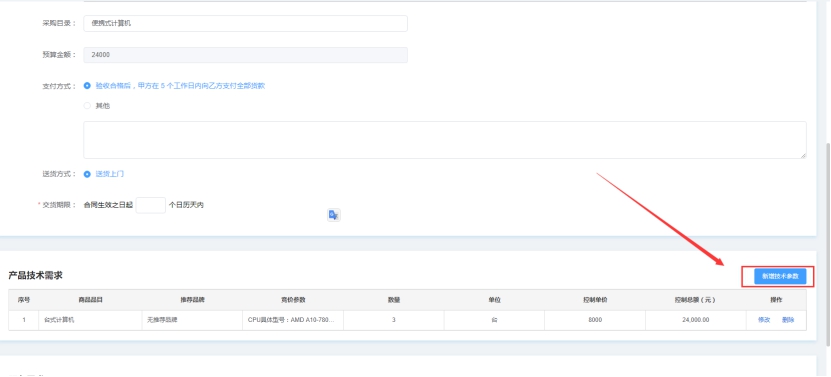 采购目录： 便携式计算机
预算金额： 24000
支付方式： 验收合格后，甲方在 5 个工作日内向乙方支付全部货款
其他
送货方式： 送货上门
* 交货期限： 合同生效之日起 个日历天内
产品技术需求
新增技术参数
序号 商品品目 推荐品牌 竞价参数 数量 单位 控制单价 控制总额（元） 操作
1 台式计算机 无推荐品牌 CPU具体型号：AMD A10-780... 3 台 8000 24,000.00 修改 删除